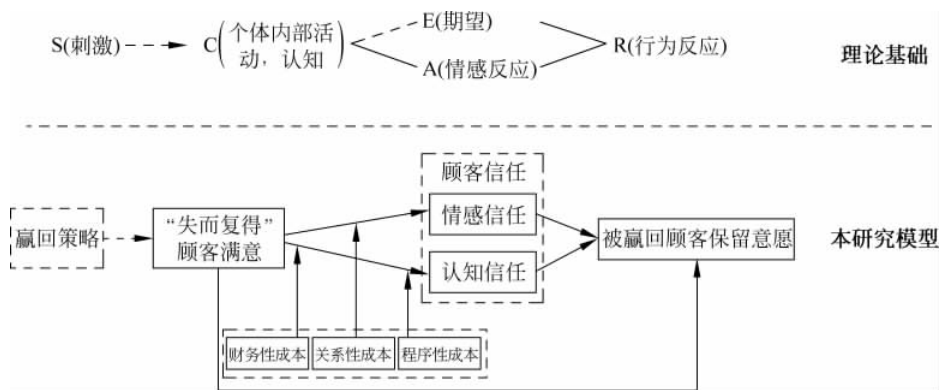 E(期望)
S(刺激)
C(个体内部活
动，认知)
R(行为反应)
A(情感反应)
理论基础
顾客信任
赢回策略
“失而复得”
顾客满意
情感信任
认知信任
被赢回顾客保留意愿
本研究模型
财务性成本
关系性成本
程序性成本